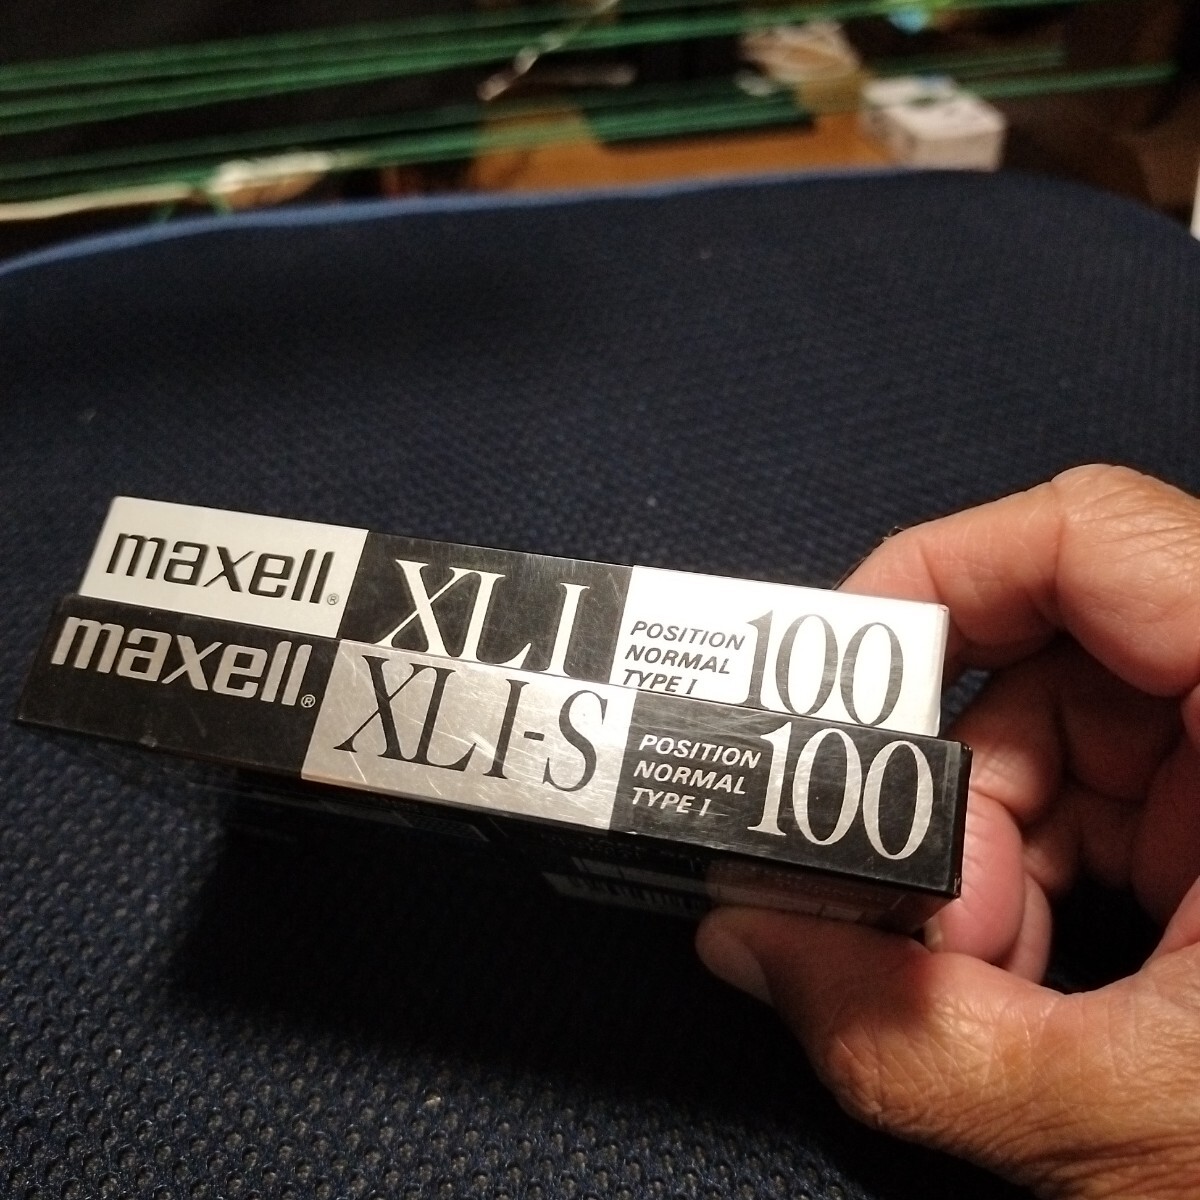 maxell® XLI POSITION NORMAL TYPE I 100
maxell® XLI-S POSITION NORMAL TYPE I 100